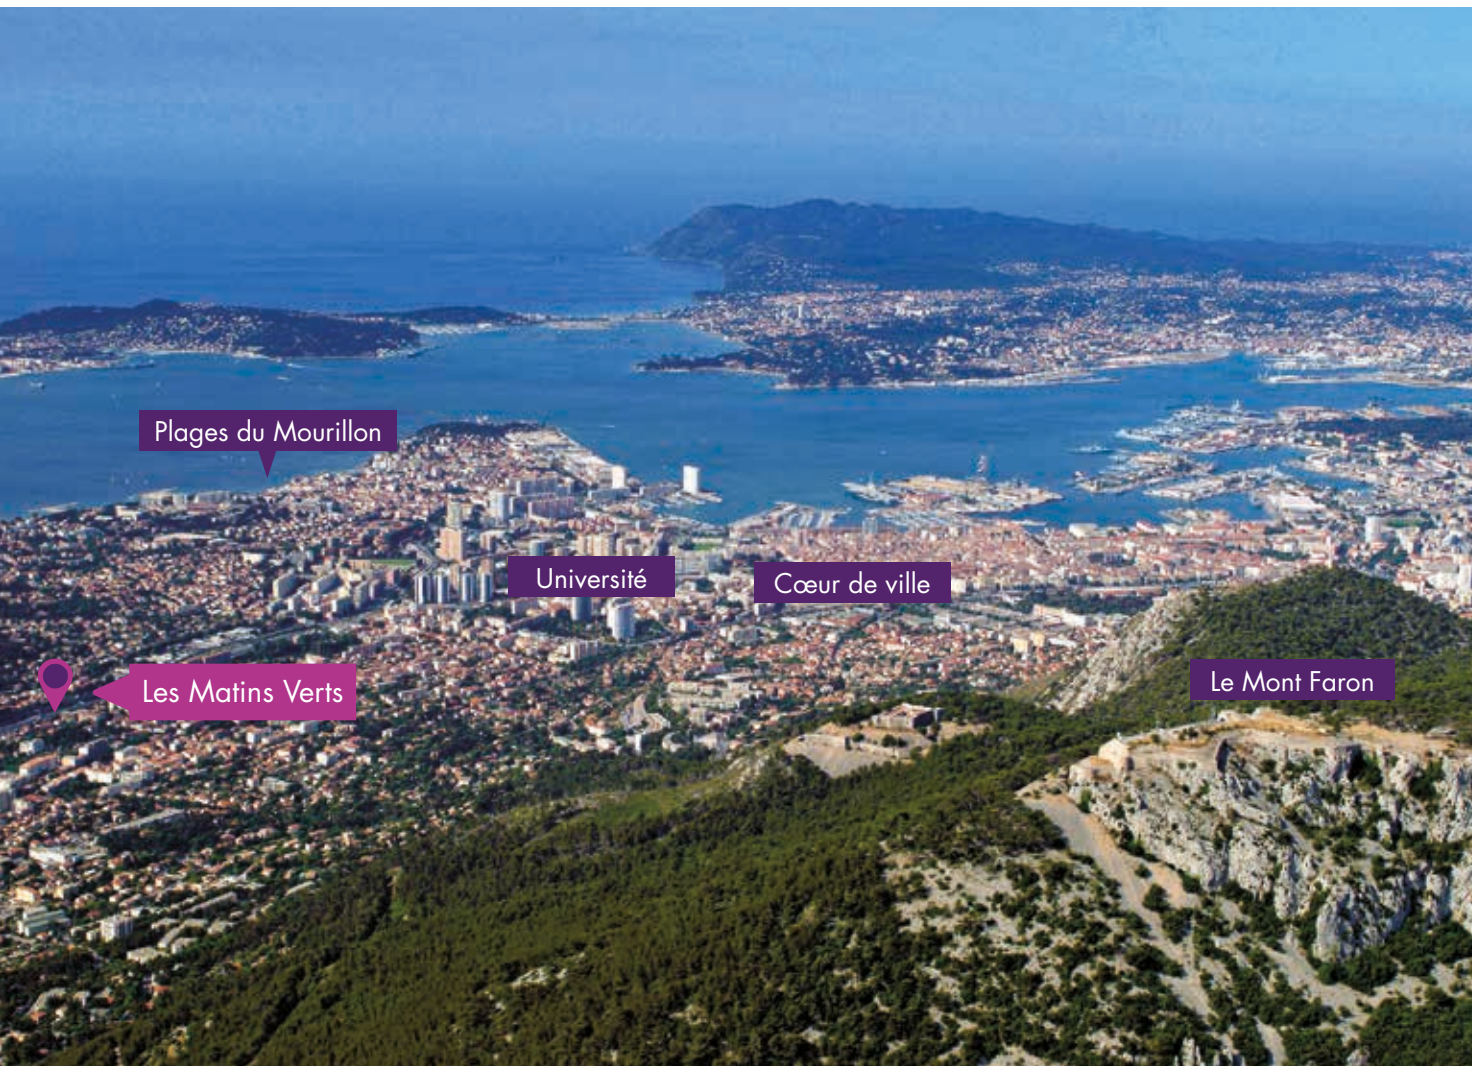 Plages du Mourillon
Université
Cœur de ville
Le Mont Faron
Les Matins Verts